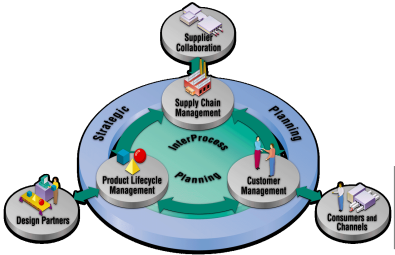 Supplier
Collaboration
Supply Chain
Management
Strategic
Planning
InterProcess
Planning
Product Lifecycle
Management
Customer
Management
Design Partners
Consumers and
Channels